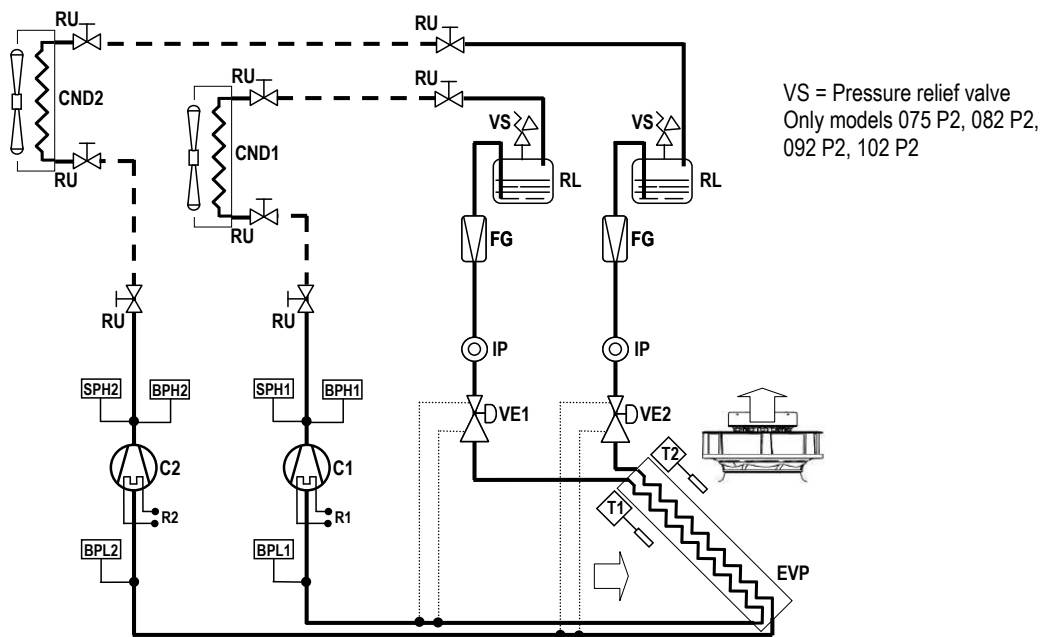 RU
RU
CND2
RU
RU
RU
CND1
RU
VS
VS
VS = Pressure relief valve
Only models 075 P2, 082 P2,
092 P2, 102 P2
RL
RL
FG
FG
RU
RU
IP
IP
SPH2
BPH2
SPH1
BPH1
VE1
VE2
C2
C1
R2
R1
T2
T1
BPL2
BPL1
EVP